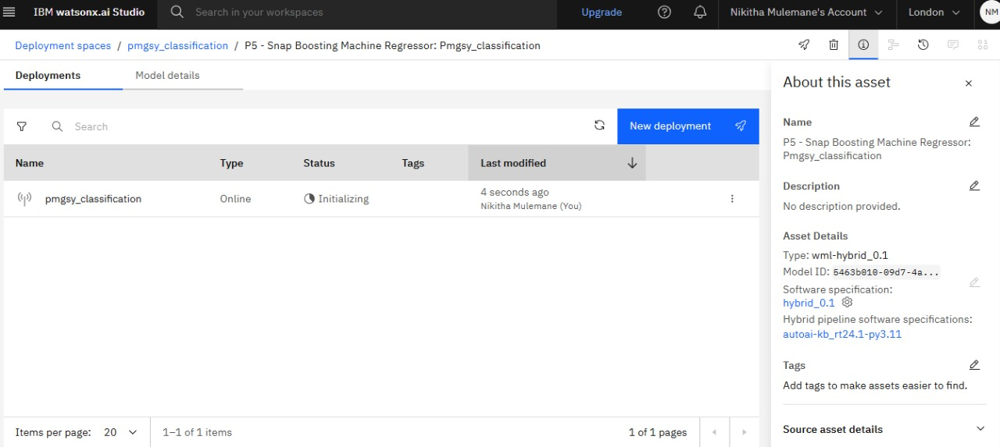 IBM watsonx.ai Studio
Search in your workspaces
Upgrade
Nikitha Mulemane's Account
London
NM
Deployment spaces / pmgsy_classification / P5 - Snap Boosting Machine Regressor: Pmgsy_classification
Deployments
Model details
Search
New deployment
Name Type Status Tags Last modified
pmgsy_classification Online Initializing 4 seconds ago
Nikitha Mulemane (You)
Items per page: 20
1–1 of 1 items
1 of 1 pages
About this asset
Name
P5 - Snap Boosting Machine Regressor:
Pmgsy_classification
Description
No description provided.
Asset Details
Type: wml-hybrid_0.1
Model ID: 5463b010-09d7-4a...
Software specification:
hybrid_0.1
Hybrid pipeline software specifications:
autoai-kb_rt24.1-py3.11
Tags
Add tags to make assets easier to find.
Source asset details